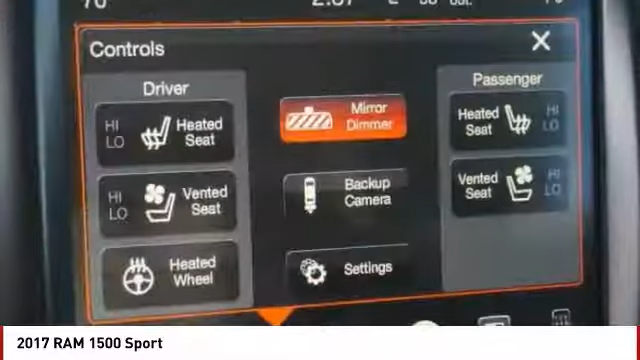 Controls
Driver
HI
LO
Heated
Seat
HI
LO
Vented
Seat
Heated
Wheel
Mirror
Dimmer
Backup
Camera
Settings
Passenger
Heated
Seat
HI
LO
Vented
Seat
HI
LO
2017 RAM 1500 Sport